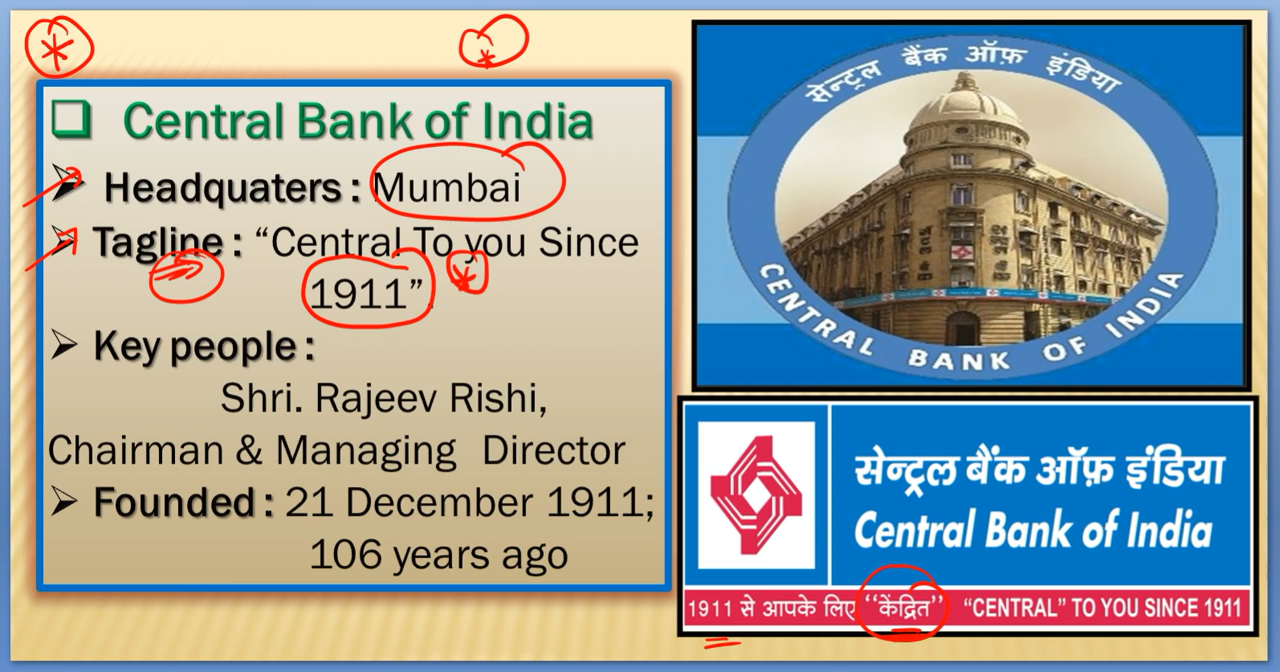 Central Bank of India
Headquaters : Mumbai
Tagline : “Central To you Since
1911”.
Key people :
Shri. Rajeev Rishi,
Chairman & Managing Director
Founded : 21 December 1911;
106 years ago
सेन्ट्रल बैंक ऑफ़ इंडिया
CENTRAL BANK OF INDIA
सेन्ट्रल बैंक ऑफ़ इंडिया
Central Bank of India
1911 से आपके लिए ‘‘केंद्रित’’ “CENTRAL” TO YOU SINCE 1911